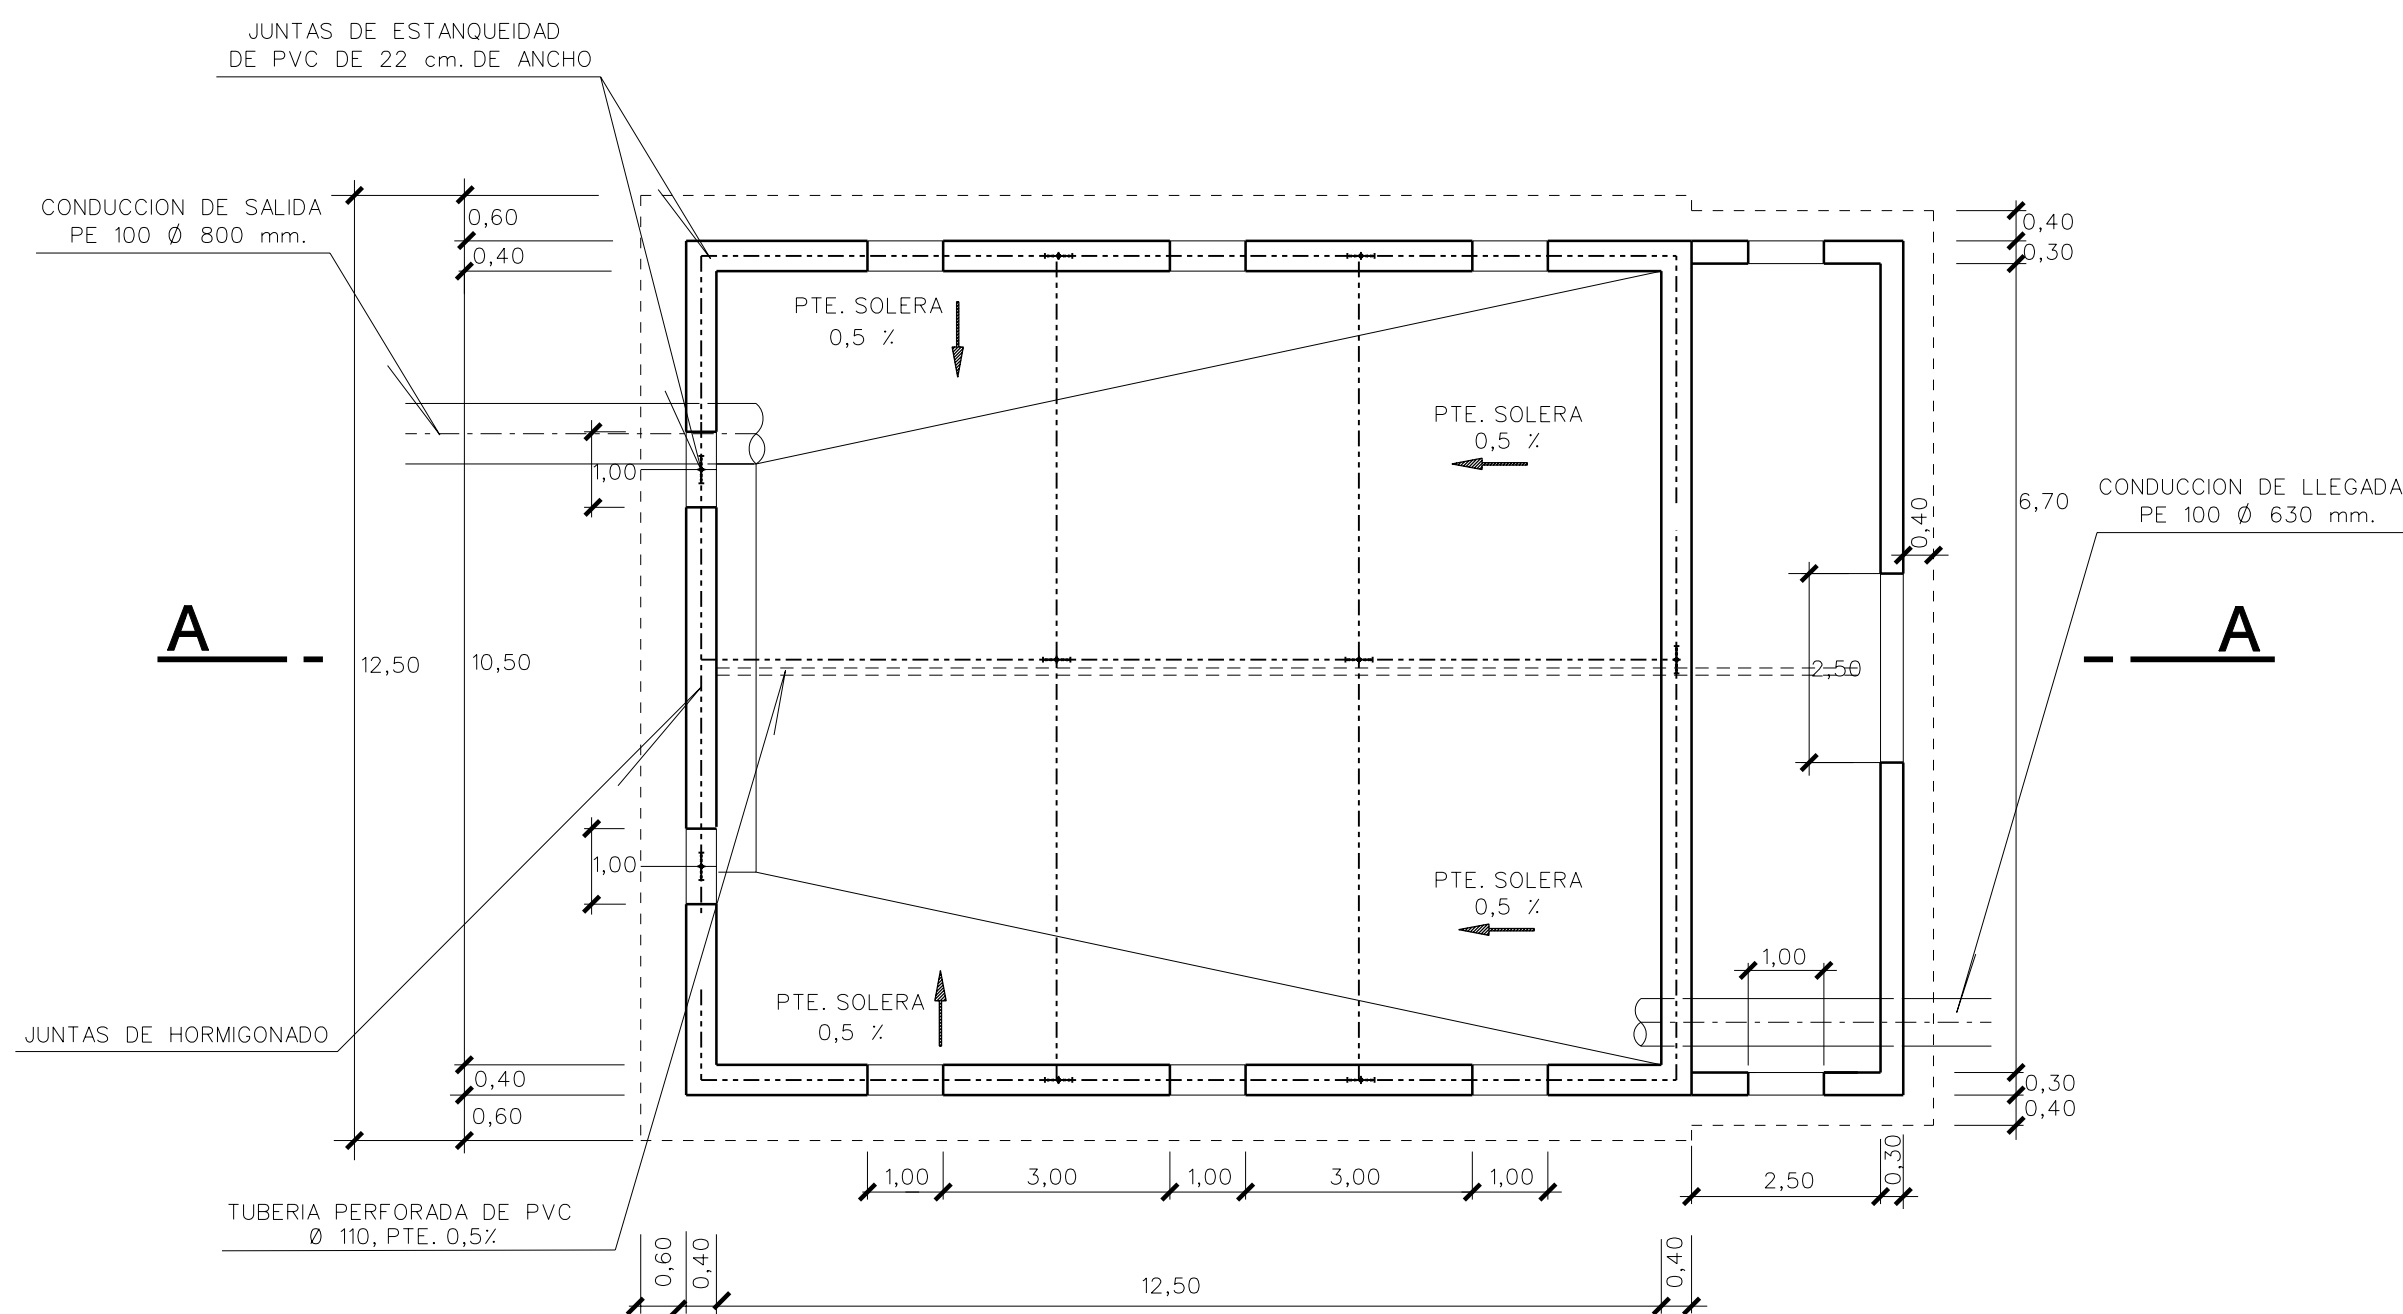 JUNTAS DE ESTANQUEIDAD
DE PVC DE 22 cm. DE ANCHO
CONDUCCION DE SALIDA
PE 100 Ø 800 mm.
0,60
0,40
0,40
0,30
PTE. SOLERA
0,5 %
PTE. SOLERA
0,5 %
1,00
CONDUCCION DE LLEGADA
PE 100 Ø 630 mm.
6,70
0,40
A
A
12,50
10,50
2,50
1,00
PTE. SOLERA
0,5 %
1,00
PTE. SOLERA
0,5 %
JUNTAS DE HORMIGONADO
0,40
0,60
0,30
0,40
1,00
3,00
1,00
3,00
1,00
2,50
0,30
TUBERIA PERFORADA DE PVC
Ø 110, PTE. 0,5%
0,60
0,40
12,50
0,40